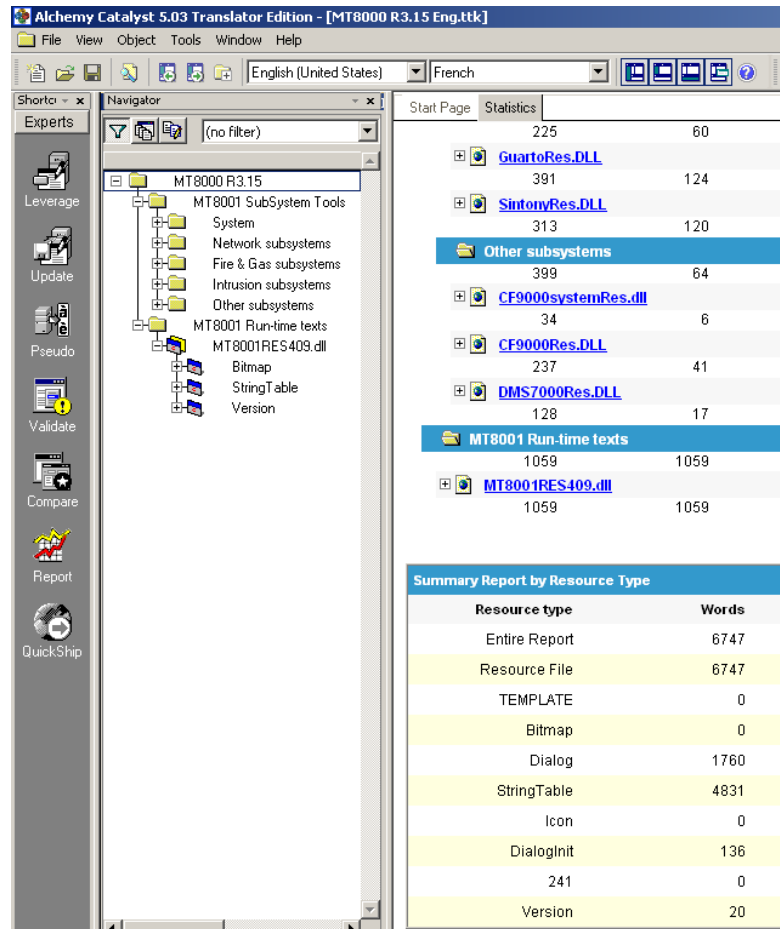 Alchemy Catalyst 5.03 Translator Edition - [MT8000 R3.15 Eng.ttk]
File View Object Tools Window Help
English (United States) French
Shortcu
Experts
Leverage
Update
Pseudo
Validate
Compare
Report
QuickShip
Navigator
(no filter)
MT8000 R3.15
MT8001 SubSystem Tools
System
Network subsystems
Fire & Gas subsystems
Intrusion subsystems
Other subsystems
MT8001 Run-time texts
MT8001RES409.dll
Bitmap
StringTable
Version
Start Page Statistics
225 60
GuartoRes.DLL
391 124
SintonyRes.DLL
313 120
Other subsystems
399 64
CF9000systemRes.dll
34 6
CF9000Res.DLL
237 41
DMS7000Res.DLL
128 17
MT8001 Run-time texts
1059 1059
MT8001RES409.dll
1059 1059
Summary Report by Resource Type
Resource type Words
Entire Report 6747
Resource File 6747
TEMPLATE 0
Bitmap 0
Dialog 1760
StringTable 4831
Icon 0
DialogInit 136
241 0
Version 20